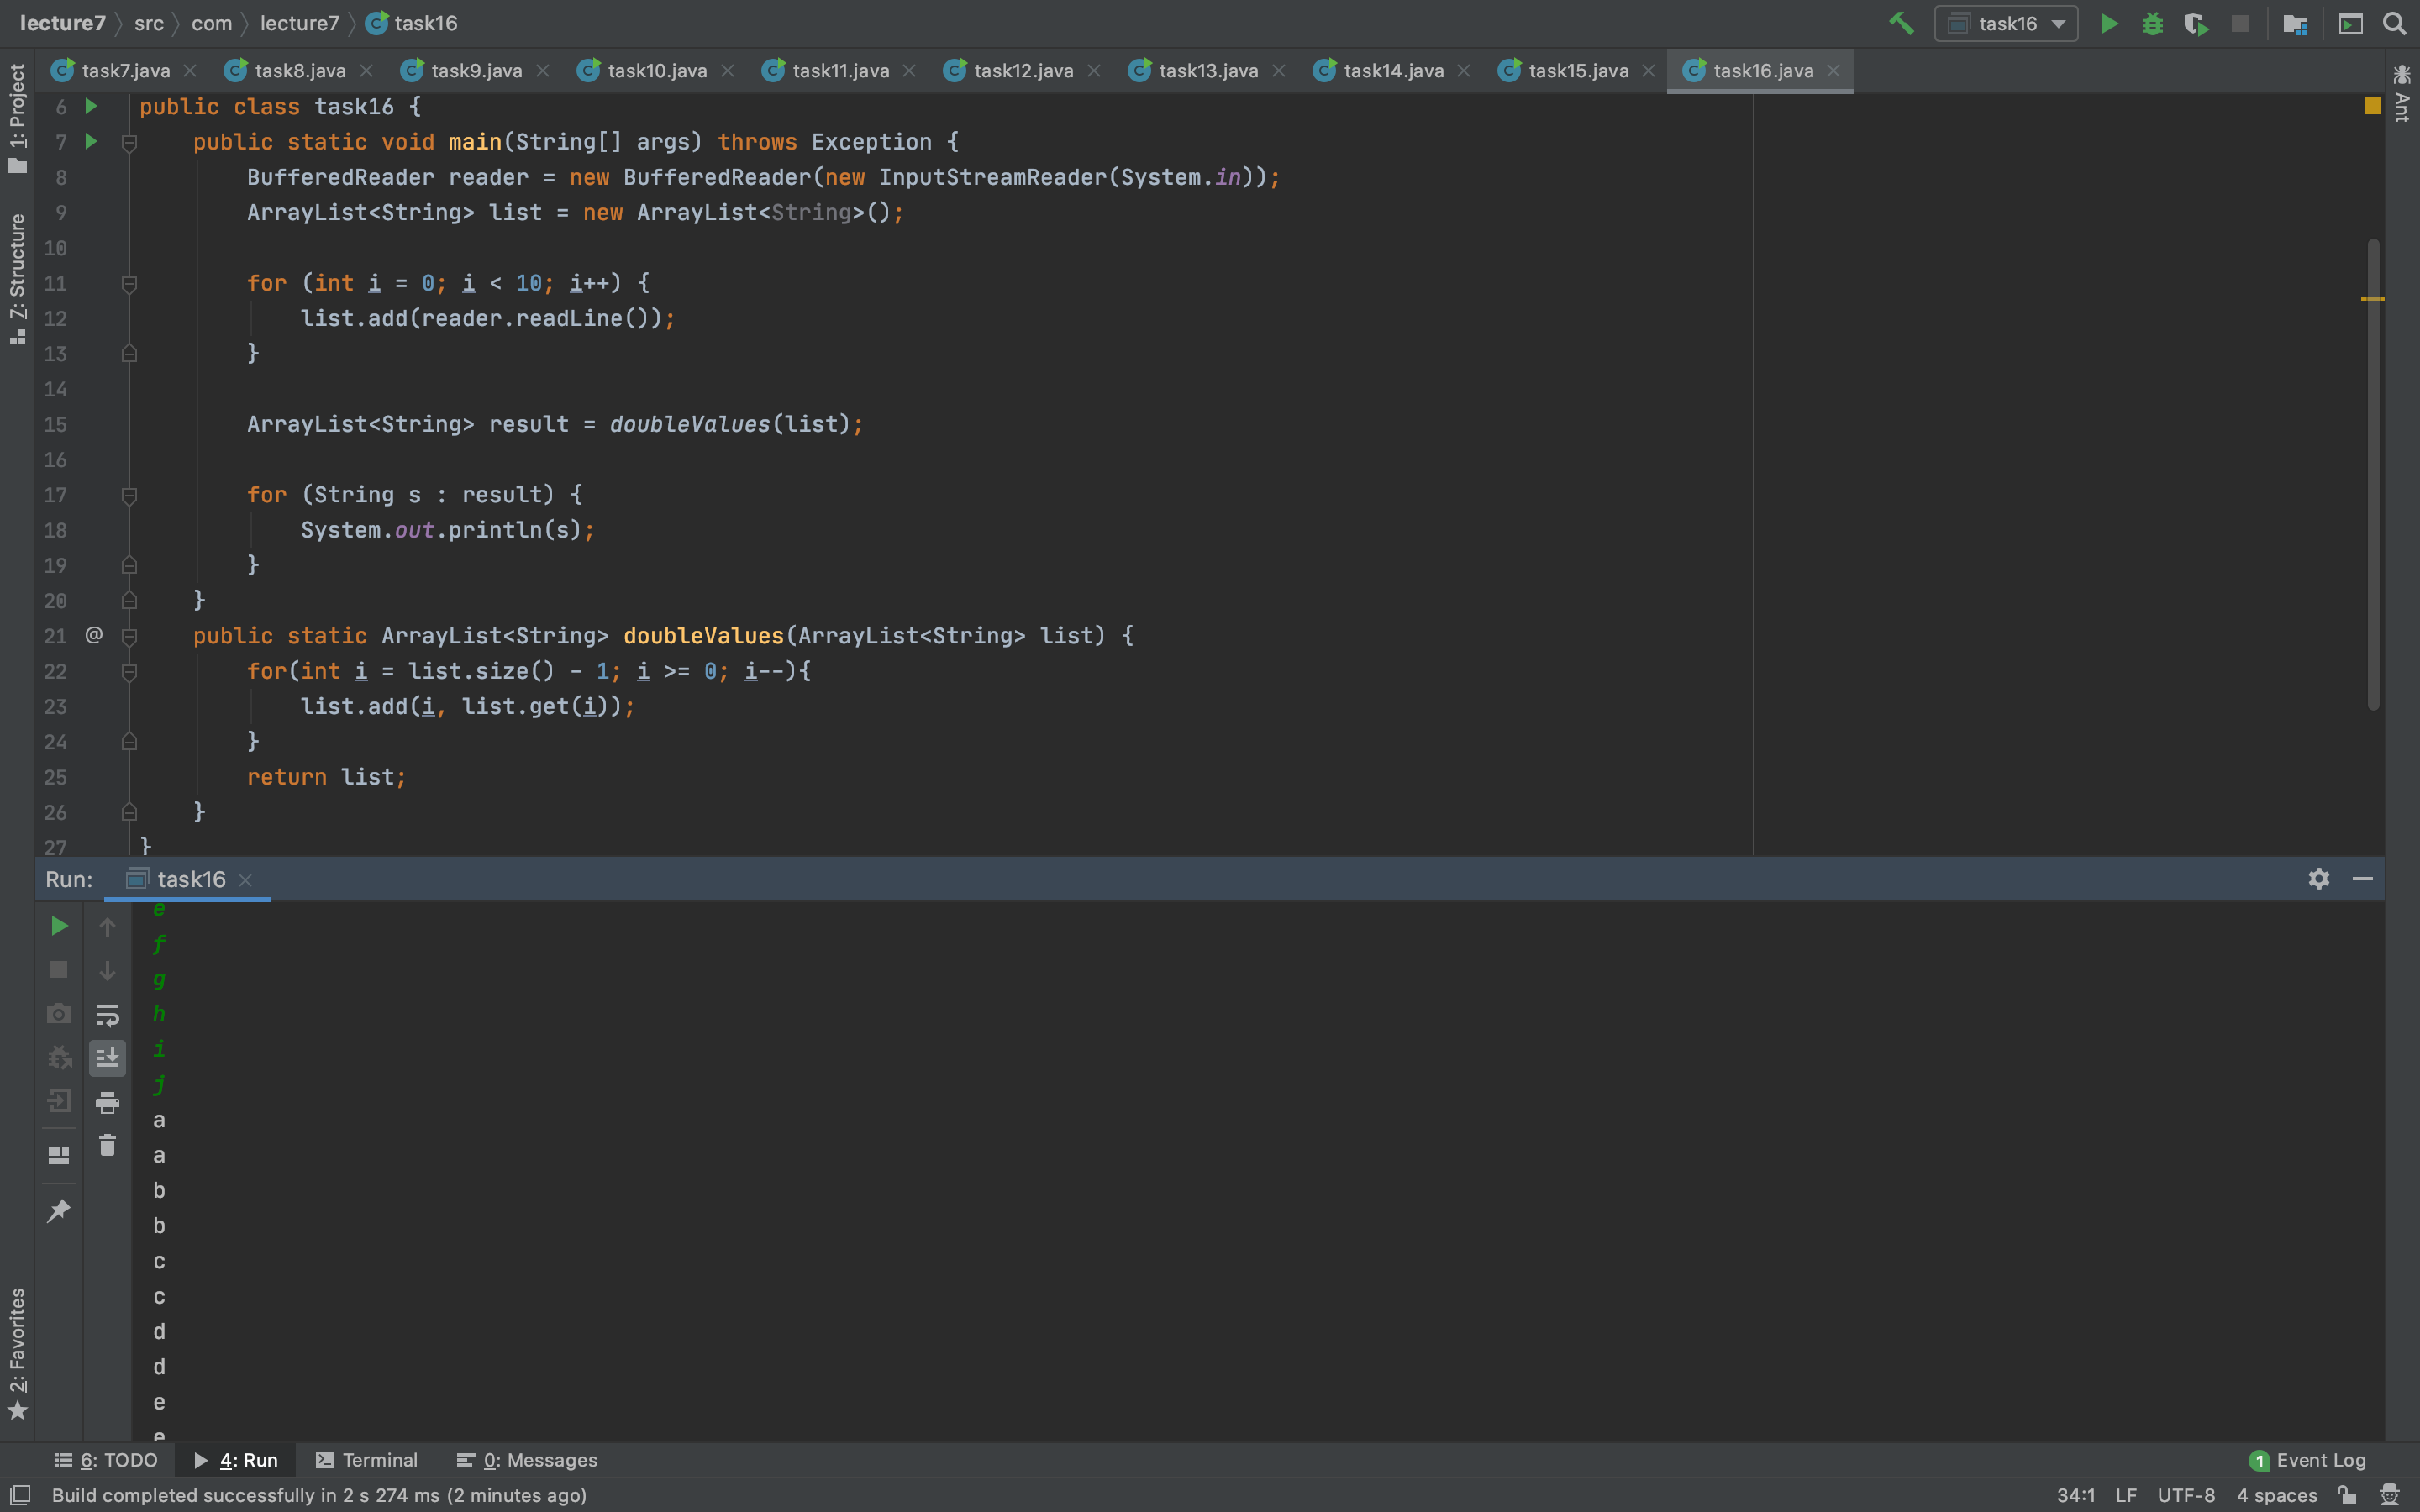 lecture7 src com lecture7 task16 task16
task7.java task8.java task9.java task10.java task11.java task12.java task13.java task14.java task15.java task16.java
1: Project
7: Structure
2: Favorites
Ant
6 public class task16 {
7 public static void main(String[] args) throws Exception {
8 BufferedReader reader = new BufferedReader(new InputStreamReader(System.in));
9 ArrayList<String> list = new ArrayList<String>();
10
11 for (int i = 0; i < 10; i++) {
12 list.add(reader.readLine());
13 }
14
15 ArrayList<String> result = doubleValues(list);
16
17 for (String s : result) {
18 System.out.println(s);
19 }
20 }
21 @ public static ArrayList<String> doubleValues(ArrayList<String> list) {
22 for(int i = list.size() - 1; i >= 0; i--){
23 list.add(i, list.get(i));
24 }
25 return list;
26 }
27 }
Run: task16
e
f
g
h
i
j
a
a
b
b
c
c
d
d
e
e
6: TODO 4: Run Terminal 0: Messages 1 Event Log
Build completed successfully in 2 s 274 ms (2 minutes ago) 34:1 LF UTF-8 4 spaces